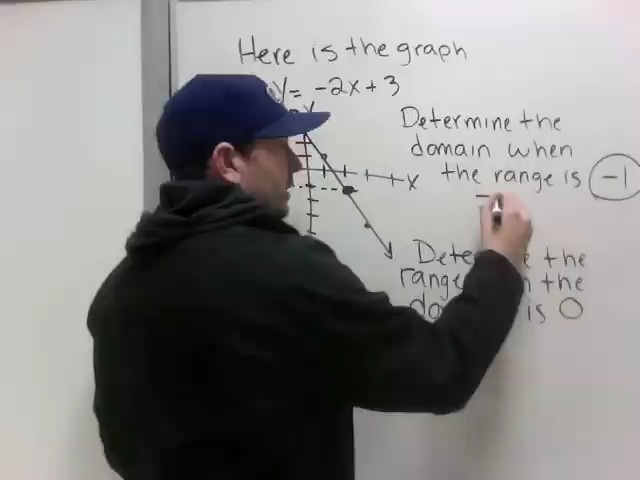 Here is the graph
y = -2x + 3
y
x
Determine the
domain when
the range is -1
the
range the
is 0